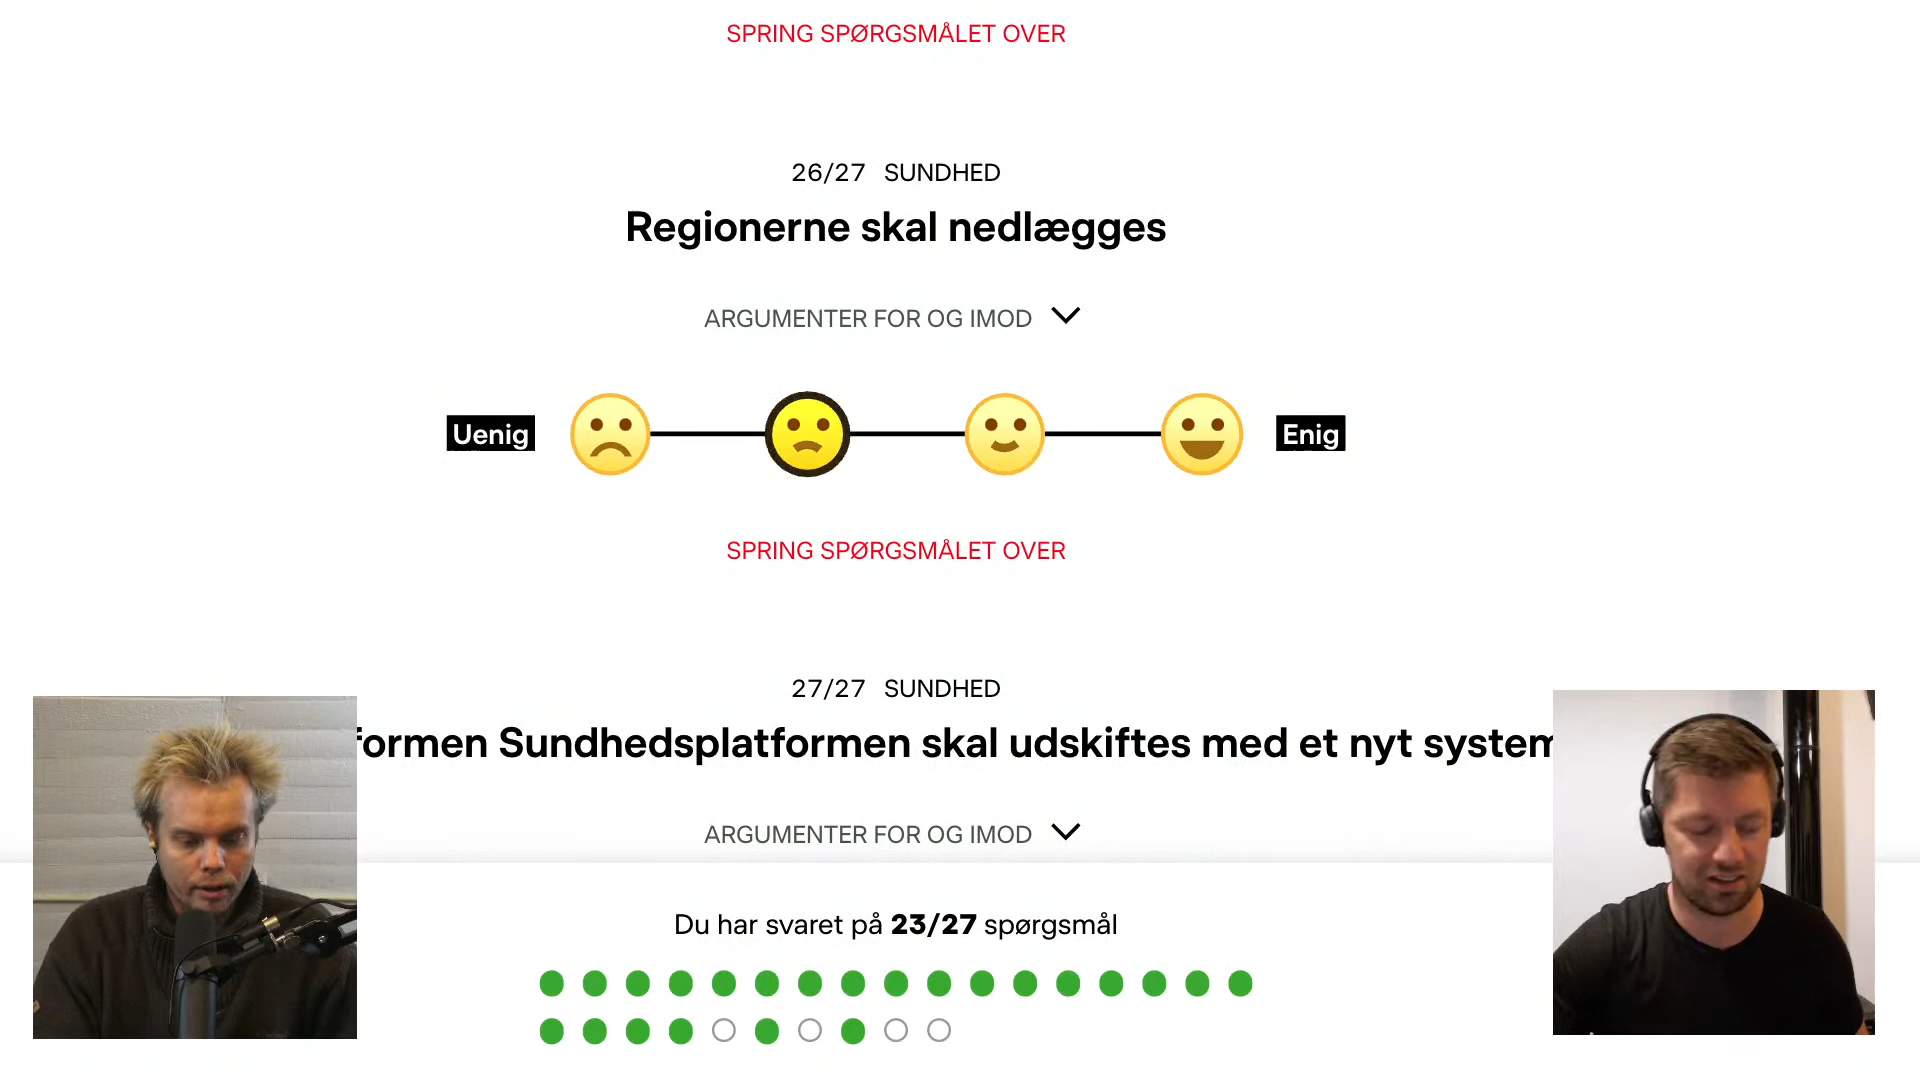 SPRING SPØRGSMÅLET OVER
26/27 SUNDHED
Regionerne skal nedlægges
ARGUMENTER FOR OG IMOD
Uenig
Enig
SPRING SPØRGSMÅLET OVER
27/27 SUNDHED
formen Sundhedsplatformen skal udskiftes med et nyt system
ARGUMENTER FOR OG IMOD
Du har svaret på 23/27 spørgsmål